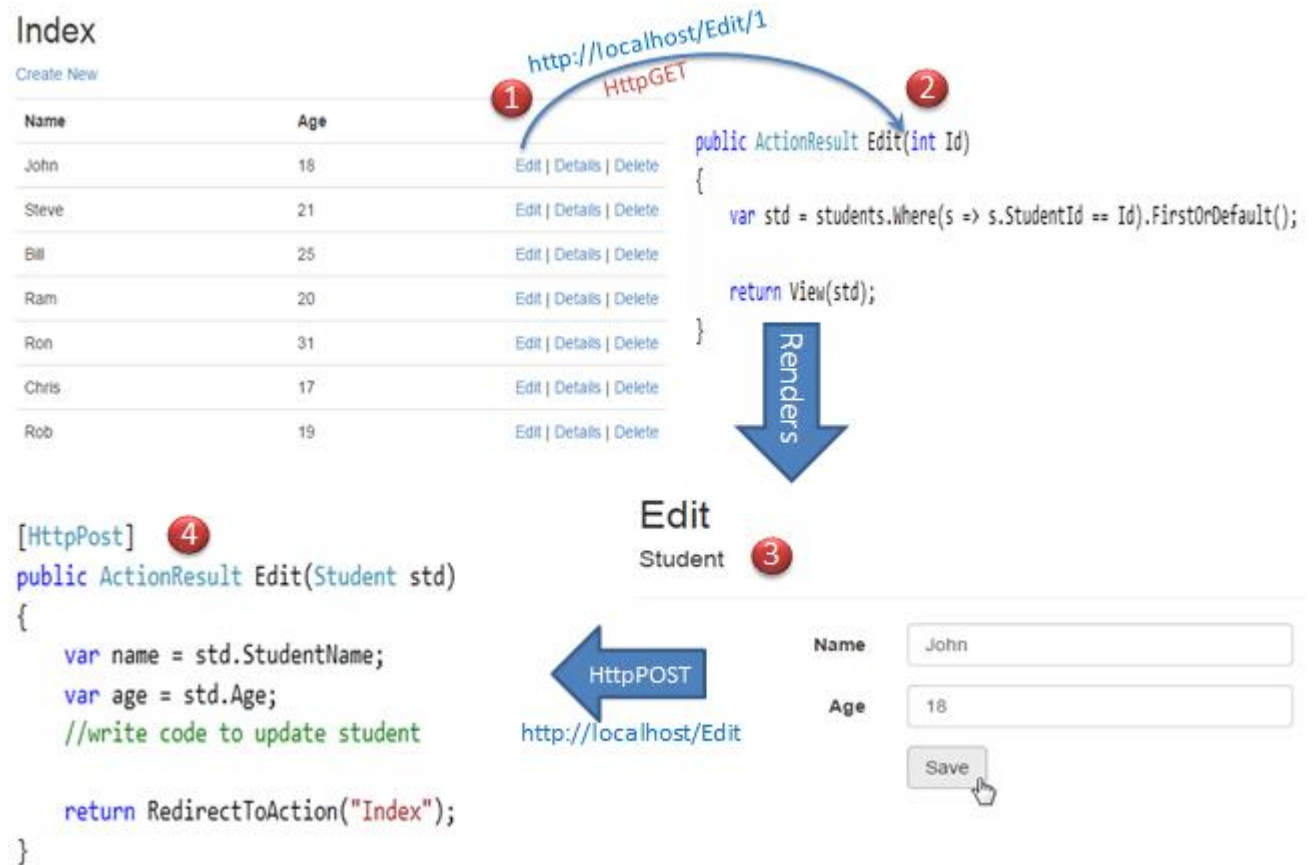 Index
Create New
Name Age
John 18 Edit | Details | Delete
Steve 21 Edit | Details | Delete
Bill 25 Edit | Details | Delete
Ram 20 Edit | Details | Delete
Ron 31 Edit | Details | Delete
Chris 17 Edit | Details | Delete
Rob 19 Edit | Details | Delete
1
http://localhost/Edit/1
HttpGET
2
public ActionResult Edit(int Id)
{
var std = students.Where(s => s.StudentId == Id).FirstOrDefault();
return View(std);
}
Renders
Edit
Student
3
Name John
Age 18
Save
HttpPOST
http://localhost/Edit
[HttpPost]
4
public ActionResult Edit(Student std)
{
var name = std.StudentName;
var age = std.Age;
//write code to update student
return RedirectToAction("Index");
}